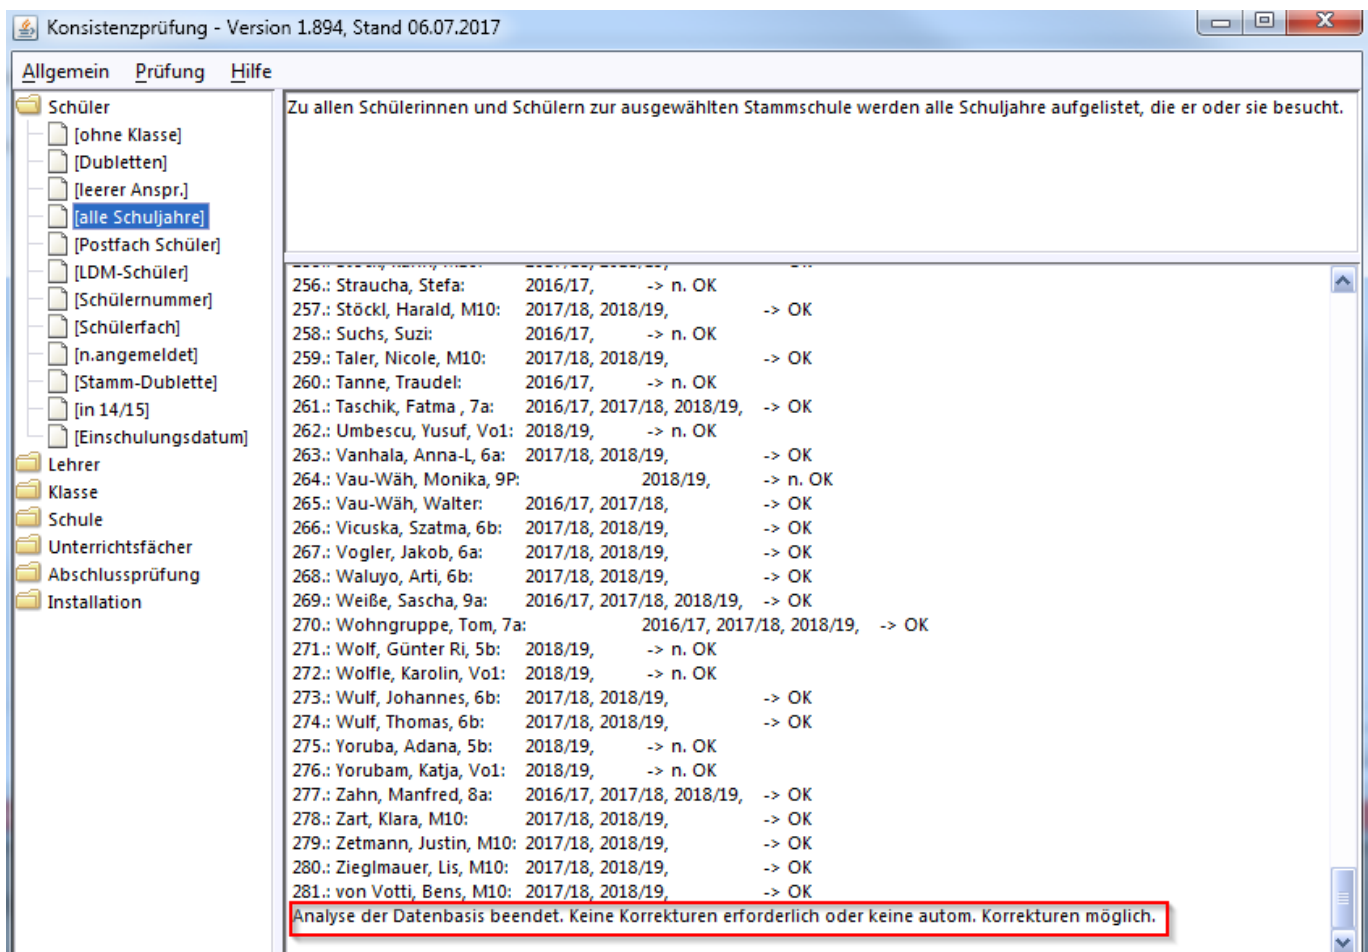 Konsistenzprüfung - Version 1.894, Stand 06.07.2017
Allgemein Prüfung Hilfe
Schüler
[ohne Klasse]
[Dubletten]
[leerer Anspr.]
[alle Schuljahre]
[Postfach Schüler]
[LDM-Schüler]
[Schülernummer]
[Schülerfach]
[n.angemeldet]
[Stamm-Dublette]
[in 14/15]
[Einschulungsdatum]
Lehrer
Klasse
Schule
Unterrichtsfächer
Abschlussprüfung
Installation
Zu allen Schülerinnen und Schülern zur ausgewählten Stammschule werden alle Schuljahre aufgelistet, die er oder sie besucht.
256.: Straucha, Stefa: 2016/17, -> n. OK
257.: Stöckl, Harald, M10: 2017/18, 2018/19, -> OK
258.: Suchs, Suzi: 2016/17, -> n. OK
259.: Taler, Nicole, M10: 2017/18, 2018/19, -> OK
260.: Tanne, Traudel: 2016/17, -> n. OK
261.: Taschik, Fatma , 7a: 2016/17, 2017/18, 2018/19, -> OK
262.: Umbescu, Yusuf, Vo1: 2018/19, -> n. OK
263.: Vanhala, Anna-L, 6a: 2017/18, 2018/19, -> OK
264.: Vau-Wäh, Monika, 9P: 2018/19, -> n. OK
265.: Vau-Wäh, Walter: 2016/17, 2017/18, -> OK
266.: Vicuska, Szatma, 6b: 2017/18, 2018/19, -> OK
267.: Vogler, Jakob, 6a: 2017/18, 2018/19, -> OK
268.: Waluyo, Arti, 6b: 2017/18, 2018/19, -> OK
269.: Weiße, Sascha, 9a: 2016/17, 2017/18, 2018/19, -> OK
270.: Wohngruppe, Tom, 7a: 2016/17, 2017/18, 2018/19, -> OK
271.: Wolf, Günter Ri, 5b: 2018/19, -> n. OK
272.: Wolfle, Karolin, Vo1: 2018/19, -> n. OK
273.: Wulf, Johannes, 6b: 2017/18, 2018/19, -> OK
274.: Wulf, Thomas, 6b: 2017/18, 2018/19, -> OK
275.: Yoruba, Adana, 5b: 2018/19, -> n. OK
276.: Yorubam, Katja, Vo1: 2018/19, -> n. OK
277.: Zahn, Manfred, 8a: 2016/17, 2017/18, 2018/19, -> OK
278.: Zart, Klara, M10: 2017/18, 2018/19, -> OK
279.: Zetmann, Justin, M10: 2017/18, 2018/19, -> OK
280.: Zieglmauer, Lis, M10: 2017/18, 2018/19, -> OK
281.: von Votti, Bens, M10: 2017/18, 2018/19, -> OK
Analyse der Datenbasis beendet. Keine Korrekturen erforderlich oder keine autom. Korrekturen möglich.